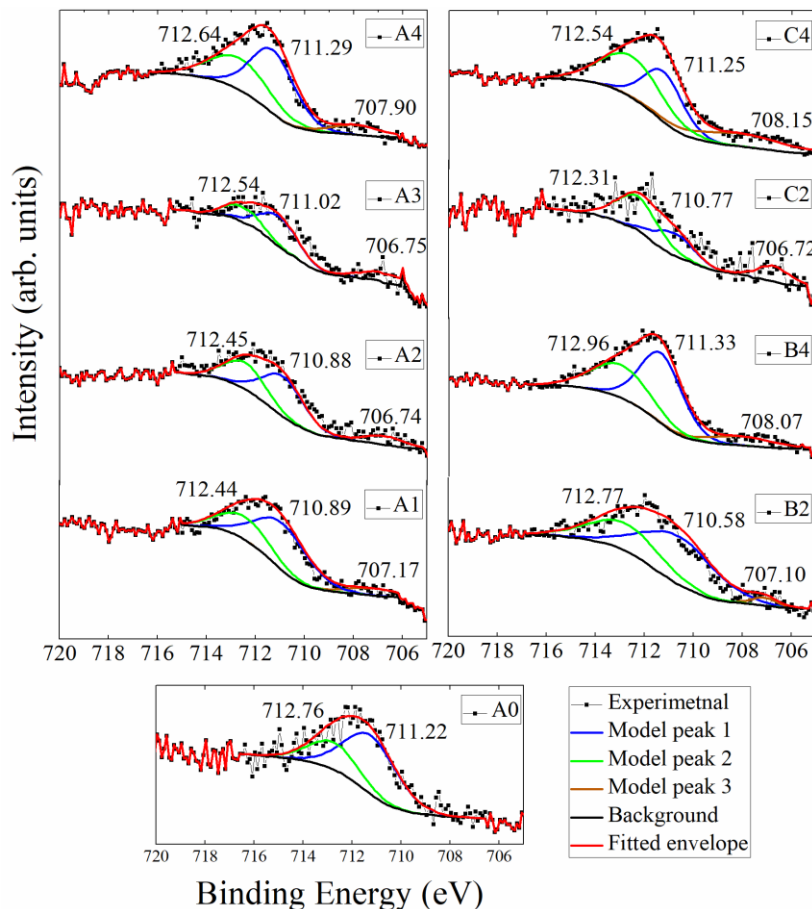 Intensity (arb. units)
712.64 711.29 707.90 A4
712.54 711.02 706.75 A3
712.45 710.88 706.74 A2
712.44 710.89 707.17 A1
720 718 716 714 712 710 708 706
712.54 711.25 708.15 C4
712.31 710.77 706.72 C2
712.96 711.33 708.07 B4
712.77 710.58 707.10 B2
720 718 716 714 712 710 708 706
712.76 711.22 A0
720 718 716 714 712 710 708 706
Experimetnal
Model peak 1
Model peak 2
Model peak 3
Background
Fitted envelope
Binding Energy (eV)